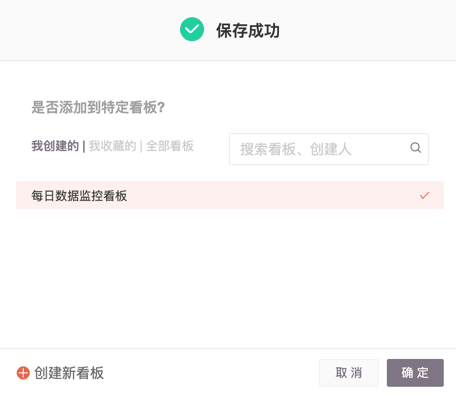 保存成功
是否添加到特定看板?
我创建的 | 我收藏的 | 全部看板
搜索看板、创建人
每日数据监控看板
创建新看板
取 消
确 定